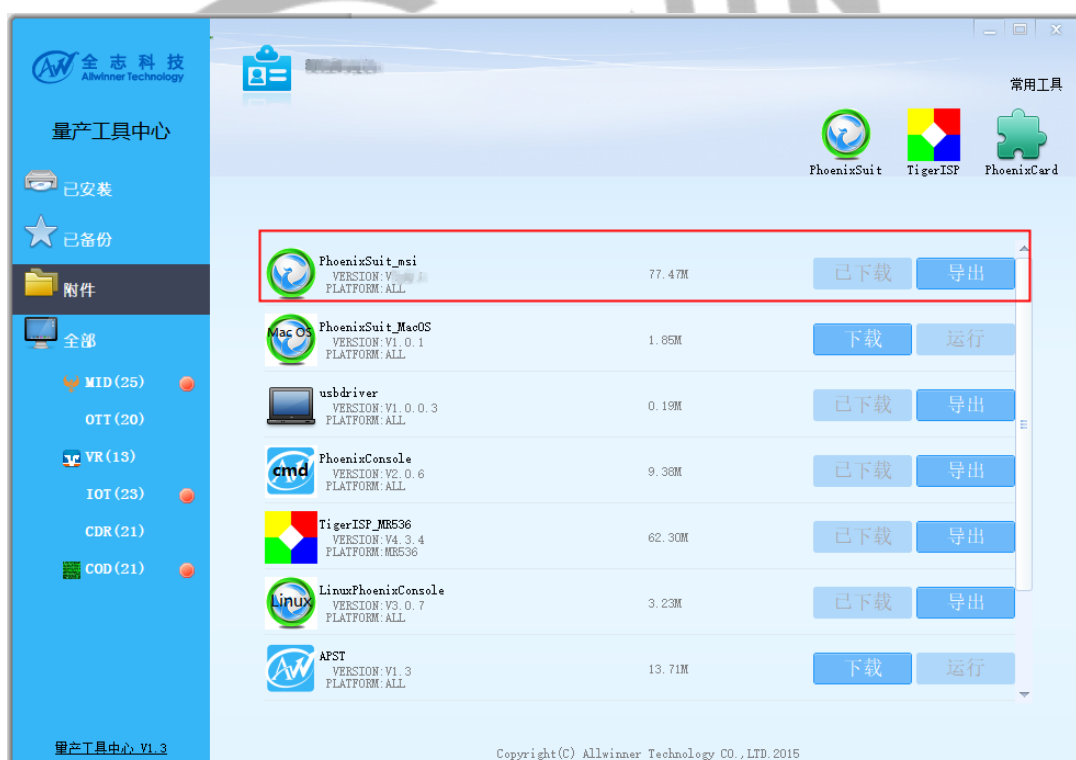 全志科技
Allwinner Technology
常用工具
量产工具中心
PhoenixSuit
TigerISP
PhoenixCard
已安装
已备份
附件
全部
MID(25)
OTT(20)
VR(13)
IOT(23)
CDR(21)
COD(21)
PhoenixSuit_msi
VERSION:V
PLATFORM:ALL
77.47M
已下载
导出
Mac OS
PhoenixSuit_MacOS
VERSION:V1.0.1
PLATFORM:ALL
1.85M
下载
运行
usbdriver
VERSION:V1.0.0.3
PLATFORM:ALL
0.19M
已下载
导出
cmd
PhoenixConsole
VERSION:V2.0.6
PLATFORM:ALL
9.38M
已下载
导出
TigerISP_MR536
VERSION:V4.3.4
PLATFORM:MR536
62.30M
已下载
导出
Linux
LinuxPhoenixConsole
VERSION:V3.0.7
PLATFORM:ALL
3.23M
已下载
导出
APST
VERSION:V1.3
PLATFORM:ALL
13.71M
下载
运行
量产工具中心 V1.3
Copyright(C) Allwinner Technology CO.,LTD.2015